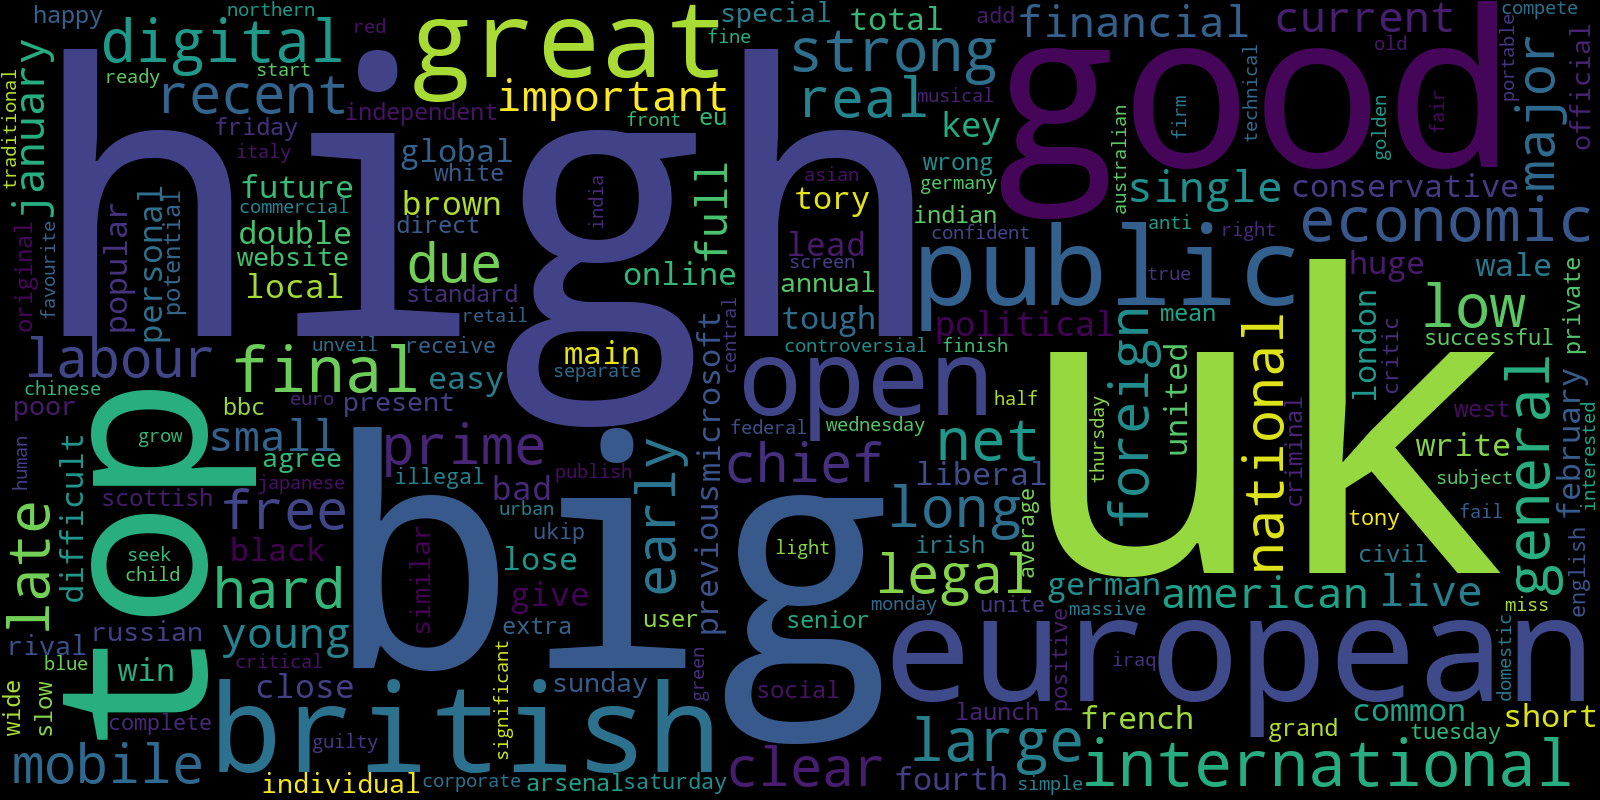 happy
northern
red
great
special
total
add
financial
current
compete
digital
fine
strong
old
portable
official
january
traditional
ready
start
recent
independent
important
real
musical
good
technical
firm
fair
golden
major
high
friday
italy
front
eu
key
australian
global
white
wrong
germany
asian
tory
single
conservative
future
commercial
brown
india
full
indian
confident
anti
right
economic
personal
potential
popular
original
favourite
double
website
direct
due
lead
screen
public
true
huge
wale
local
online
annual
standard
retail
central
tough
political
mean
london
low
private
labour
unveil
receive
main
separate
controversial
finish
successful
critic
final
easy
open
foreign
united
national
uk
chinese
bbc
euro
present
microsoft
half
poor
top
grow
small
prime
federal
wednesday
west
general
february
human
difficult
agree
illegal
publish
early
chief
net
thursday
criminal
write
interested
scottish
japanese
bad
liberal
subject
late
free
urban
big
previous
long
average
tony
fail
seek
child
black
similar
ukip
lose
light
irish
civil
english
hard
give
legal
german
american
live
russian
young
extra
user
senior
monday
unite
massive
miss
rival
blue
win
critical
european
positive
iraq
domestic
wide
slow
close
significant
sunday
green
social
complete
british
launch
french
grand
common
tuesday
short
mobile
guilty
individual
corporate
arsenal
saturday
clear
fourth
large
simple
international